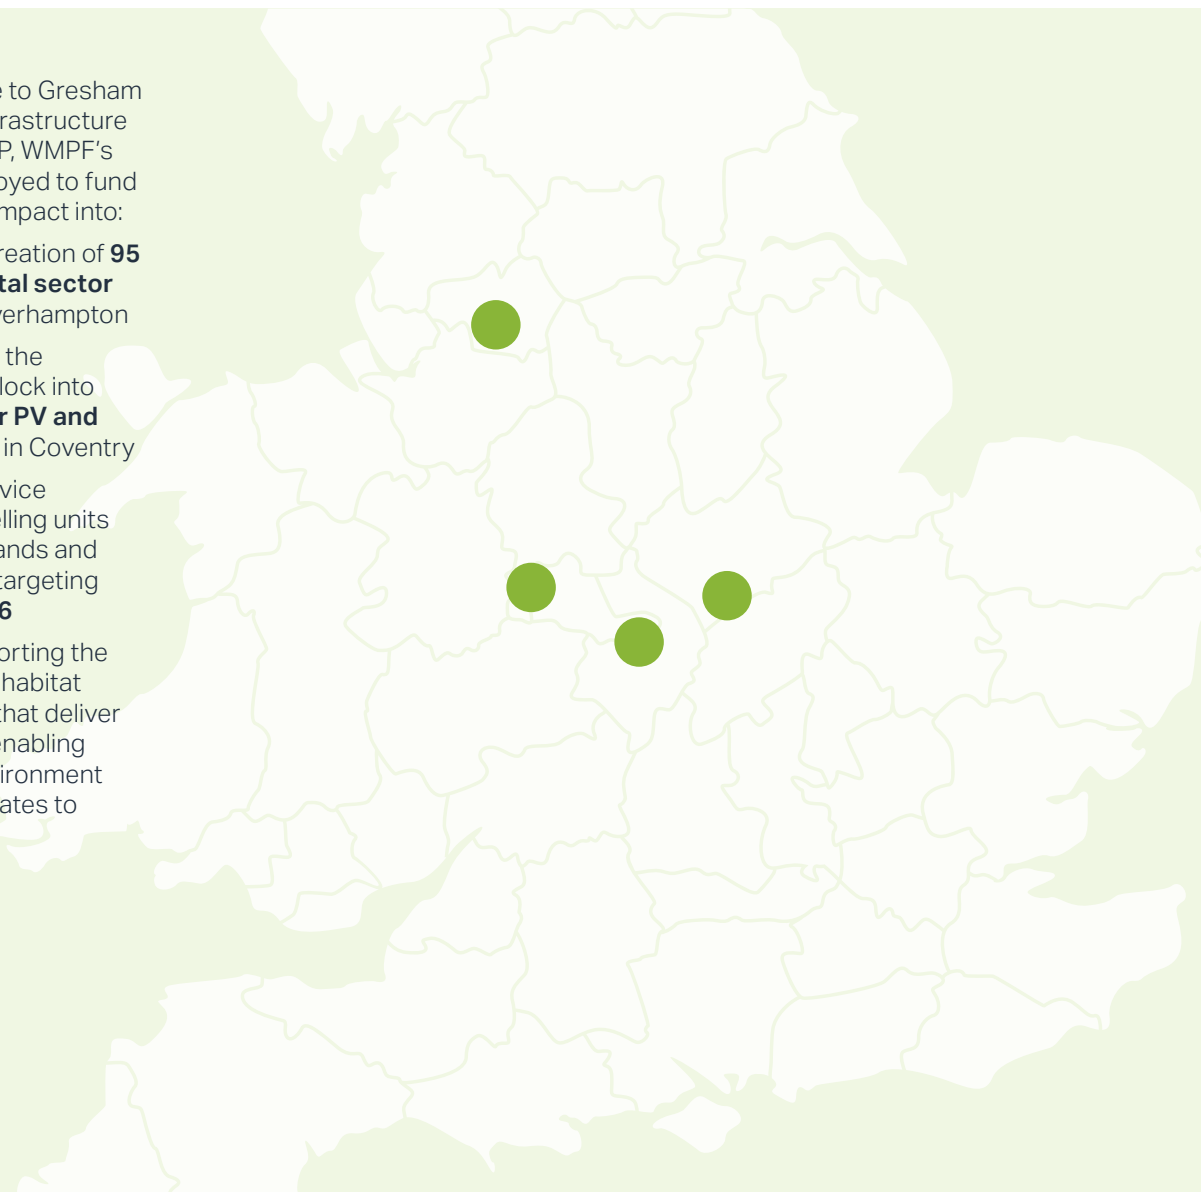 to Gresham
rastructure
P, WMPF's
oyed to fund
mpact into:
reation of 95
tal sector
verhampton
the
lock into
r PV and
in Coventry
vice
elling units
ands and
targeting
6
orting the
habitat
that deliver
enabling
ironment
ates to